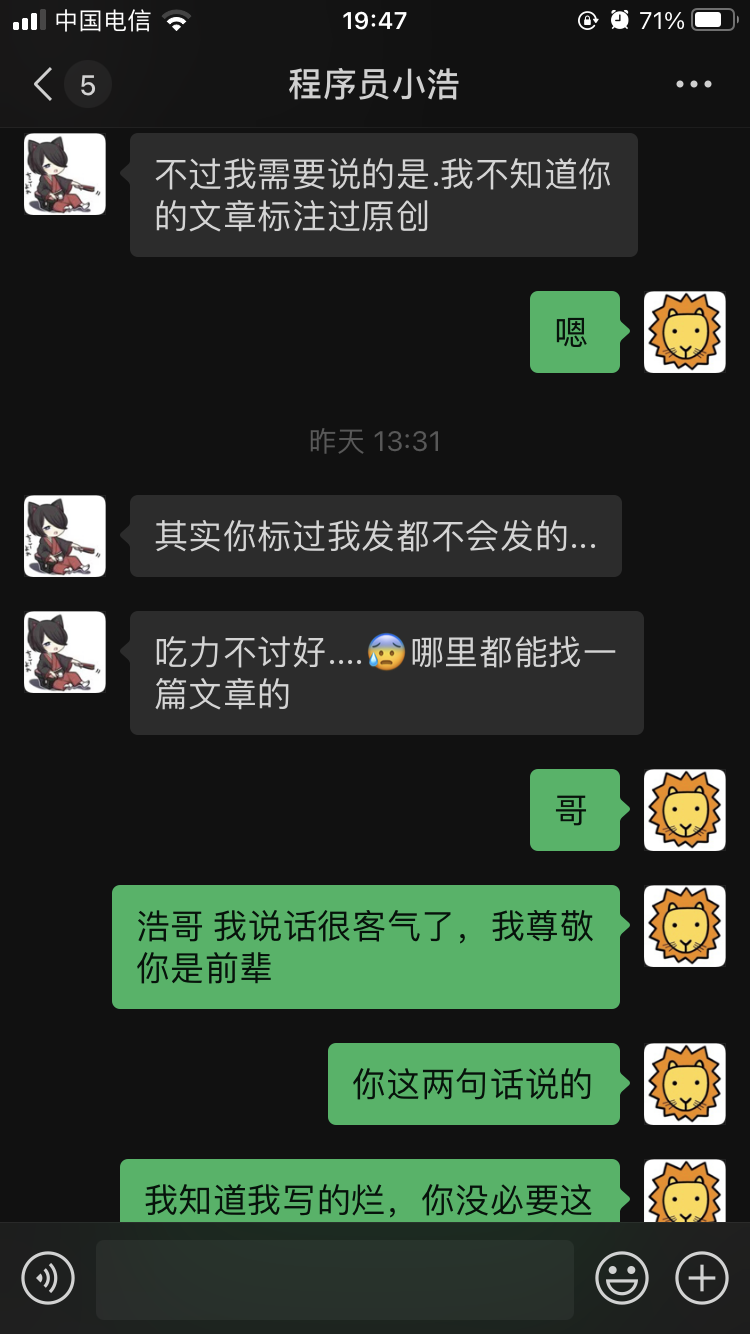 中国电信
19:47
71%
5
程序员小浩
不过我需要说的是.我不知道你
的文章标注过原创
嗯
昨天 13:31
其实你标过我发都不会发的...
吃力不讨好....😰哪里都能找一
篇文章的
哥
浩哥 我说话很客气了，我尊敬
你是前辈
你这两句话说的
我知道我写的烂，你没必要这